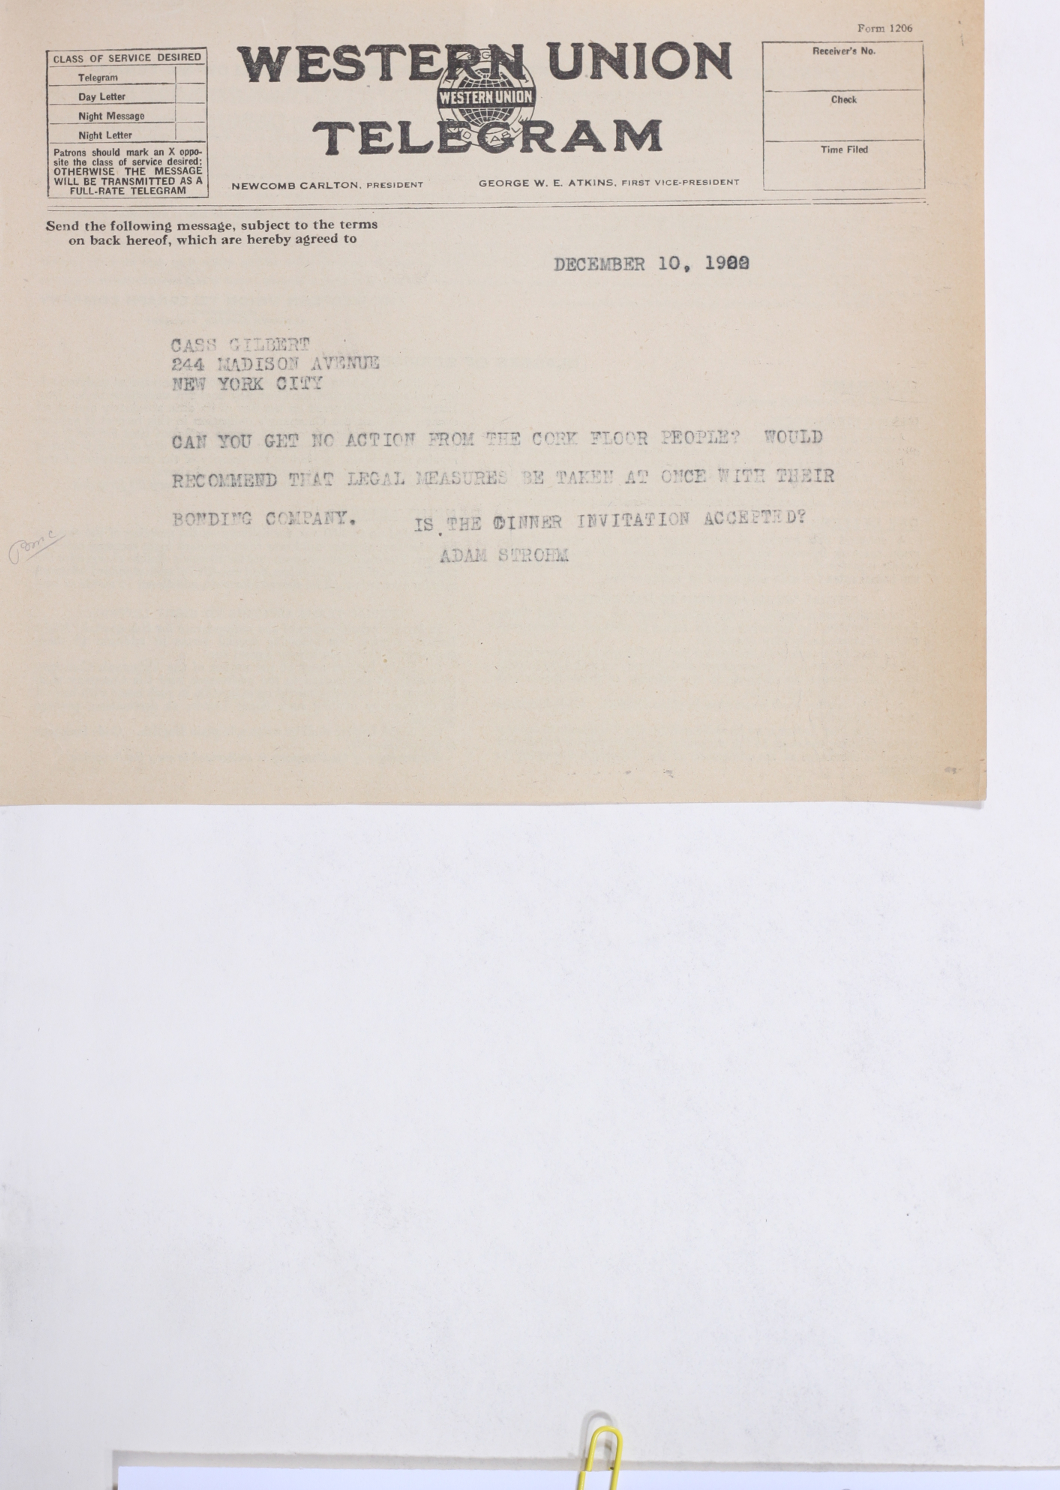 Form 1206
CLASS OF SERVICE DESIRED
Telegram
Day Letter
Night Message
Night Letter
Patrons should mark an X oppo-
site the class of service desired:
OTHERWISE THE MESSAGE
WILL BE TRANSMITTED AS A
FULL-RATE TELEGRAM
WESTERN UNION
WESTERN UNION
TELEGRAM
NEWCOMB CARLTON, PRESIDENT
GEORGE W. E. ATKINS, FIRST VICE-PRESIDENT
Receiver's No.
Check
Time Filed
Send the following message, subject to the terms
on back hereof, which are hereby agreed to
DECEMBER 10,
CASS GILBERT
244 MADISON AVENUE
NEW YORK CITY
CAN YOU GET NO ACTION FROM THE CORK FLOOR PEOPLE? WOULD
RECOMMEND THAT LEGAL MEASURES BE TAKEN AT ONCE WITH THEIR
BONDING COMPANY. IS THE DINNER INVITATION ACCEPTED?
ADAM STROHM